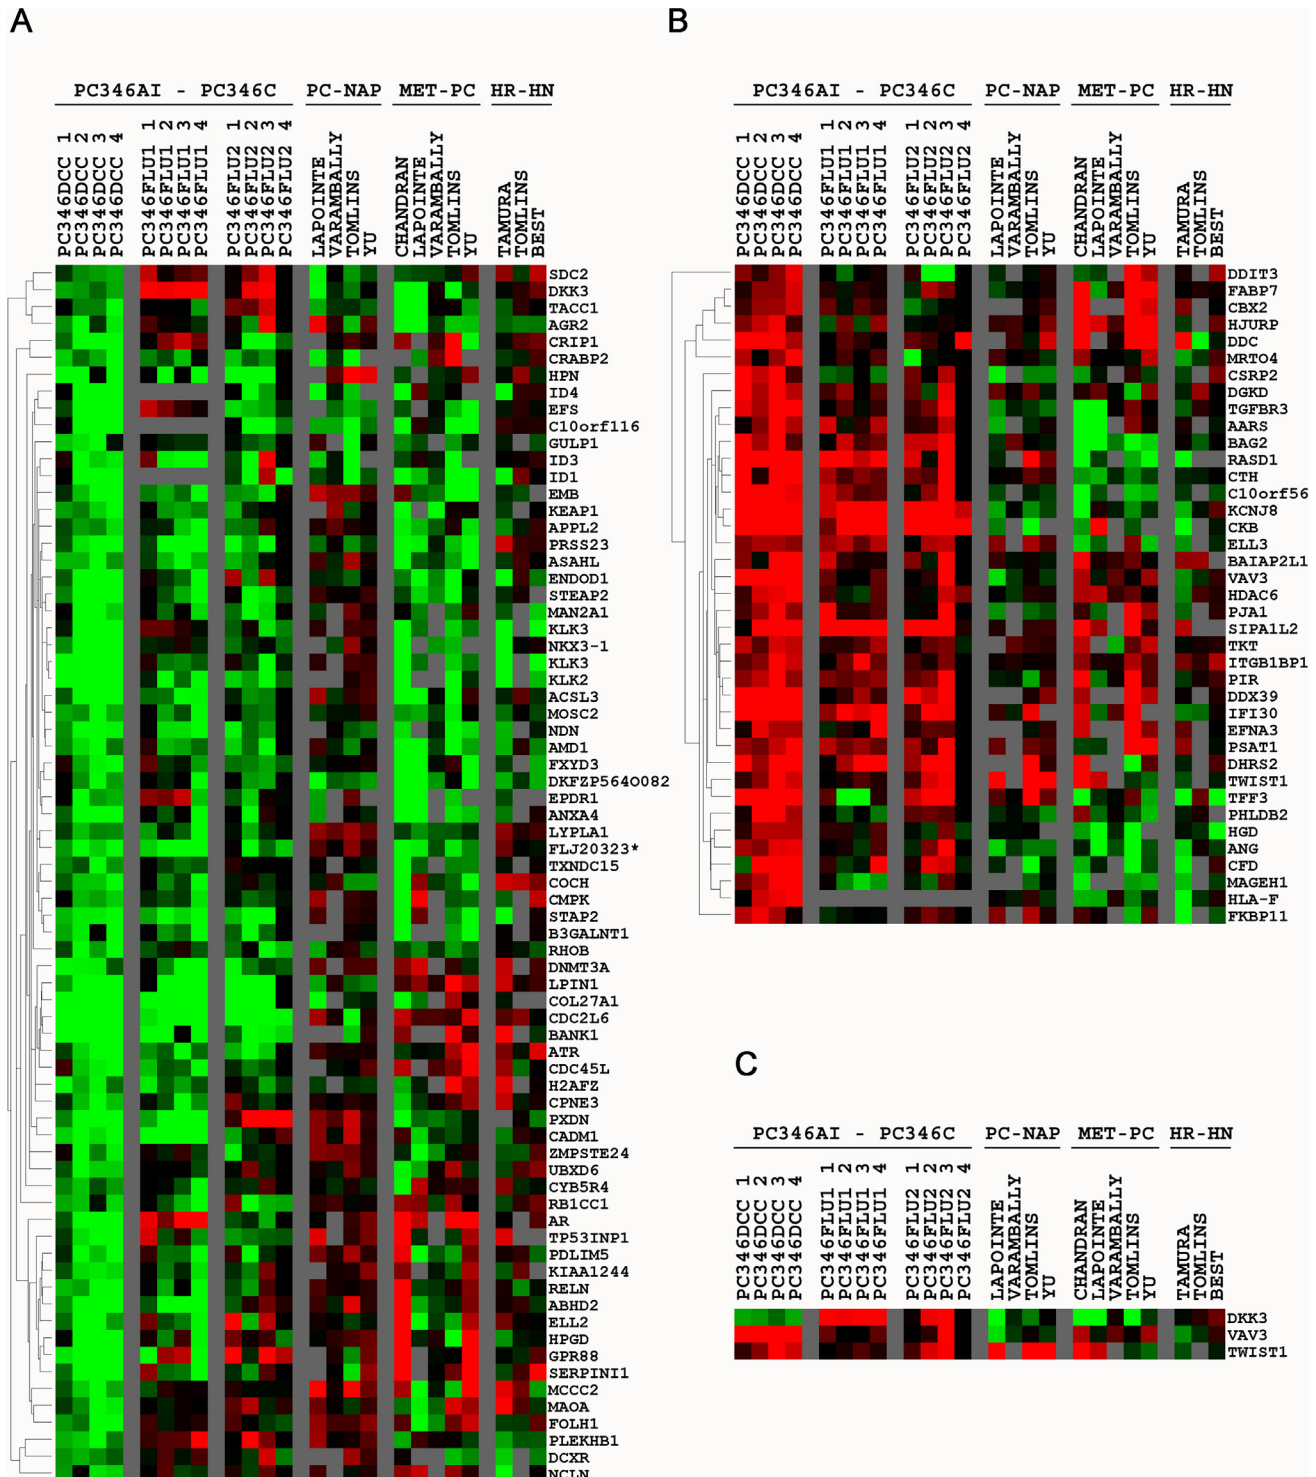 A
PC346AI - PC346C PC-NAP MET-PC HR-HN
PC346DCC 1
PC346DCC 2
PC346DCC 3
PC346DCC 4
PC346FLU1 1
PC346FLU1 2
PC346FLU1 3
PC346FLU1 4
PC346FLU2 1
PC346FLU2 2
PC346FLU2 3
PC346FLU2 4
LAPOINTE
VARAMBALLY
TOMLINS
YU
CHANDRAN
LAPOINTE
VARAMBALLY
TOMLINS
YU
TAMURA
TOMLINS
BEST
SDC2
DKK3
TACC1
AGR2
CRIP1
CRABP2
HPN
ID4
EFS
C10orf116
GULP1
ID3
ID1
EMB
KEAP1
APPL2
PRSS23
ASAHL
ENDOD1
STEAP2
MAN2A1
KLK3
NKX3-1
KLK3
KLK2
ACSL3
MOSC2
NDN
AMD1
FXYD3
DKFZP564O082
EPDR1
ANXA4
LYPLA1
FLJ20323*
TXNDC15
COCH
CMPK
STAP2
B3GALNT1
RHOB
DNMT3A
LPIN1
COL27A1
CDC2L6
BANK1
ATR
CDC45L
H2AFZ
CPNE3
PXDN
CADM1
ZMPSTE24
UBXD6
CYB5R4
RB1CC1
AR
TP53INP1
PDLIM5
KIAA1244
RELN
ABHD2
ELL2
HPGD
GPR88
SERPINI1
MCCC2
MAOA
FOLH1
PLEKHB1
DCXR
NCLN
B
PC346AI - PC346C PC-NAP MET-PC HR-HN
PC346DCC 1
PC346DCC 2
PC346DCC 3
PC346DCC 4
PC346FLU1 1
PC346FLU1 2
PC346FLU1 3
PC346FLU1 4
PC346FLU2 1
PC346FLU2 2
PC346FLU2 3
PC346FLU2 4
LAPOINTE
VARAMBALLY
TOMLINS
YU
CHANDRAN
LAPOINTE
VARAMBALLY
TOMLINS
YU
TAMURA
TOMLINS
BEST
DDIT3
FABP7
CBX2
HJURP
DDC
MRTO4
CSRP2
DGKD
TGFBR3
AARS
BAG2
RASD1
CTH
C10orf56
KCNJ8
CKB
ELL3
BAIAP2L1
VAV3
HDAC6
PJA1
SIPA1L2
TKT
ITGB1BP1
PIR
DDX39
IFI30
EFNA3
PSAT1
DHRS2
TWIST1
TFF3
PHLDB2
HGD
ANG
CFD
MAGEH1
HLA-F
FKBP11
C
PC346AI - PC346C PC-NAP MET-PC HR-HN
PC346DCC 1
PC346DCC 2
PC346DCC 3
PC346DCC 4
PC346FLU1 1
PC346FLU1 2
PC346FLU1 3
PC346FLU1 4
PC346FLU2 1
PC346FLU2 2
PC346FLU2 3
PC346FLU2 4
LAPOINTE
VARAMBALLY
TOMLINS
YU
CHANDRAN
LAPOINTE
VARAMBALLY
TOMLINS
YU
TAMURA
TOMLINS
BEST
DKK3
VAV3
TWIST1